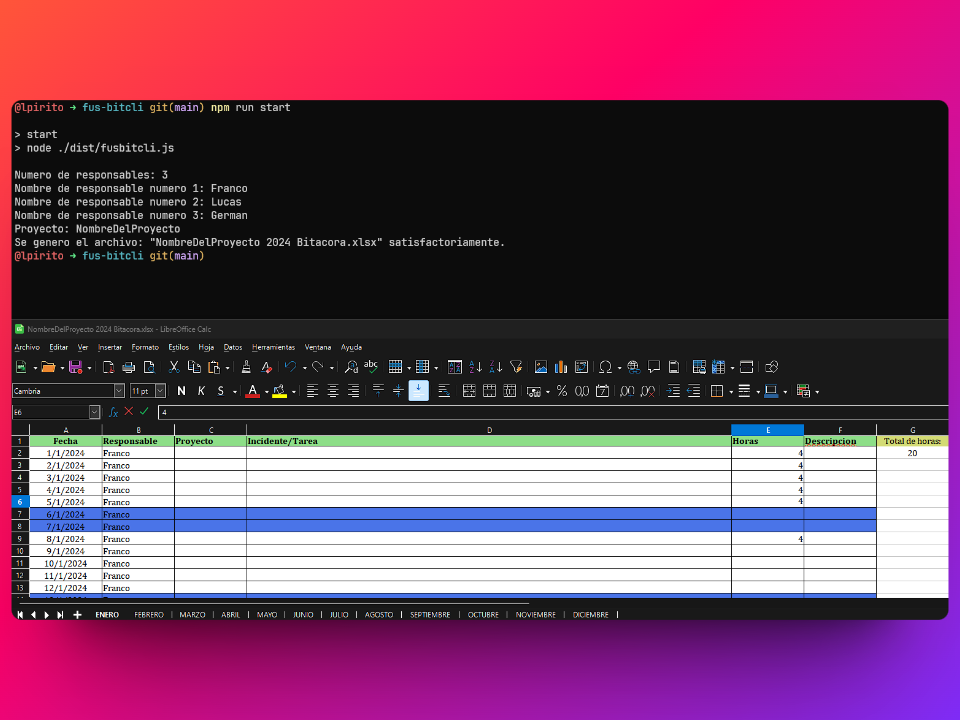 @lpirito → fus-bitcli git(main) npm run start
> start
> node ./dist/fusbitcli.js
Numero de responsables: 3
Nombre de responsable numero 1: Franco
Nombre de responsable numero 2: Lucas
Nombre de responsable numero 3: German
Proyecto: NombreDelProyecto
Se genero el archivo: "NombreDelProyecto 2024 Bitacora.xlsx" satisfactoriamente.
@lpirito → fus-bitcli git(main)
NombreDelProyecto 2024 Bitacora.xlsx - LibreOffice Calc
Archivo Editar Ver Insertar Formato Estilos Hoja Datos Herramientas Ventana Ayuda
abc
Cambria 11 pt N K S A % 00
E6 fx 4
A B C D E F G
1 Fecha Responsable Proyecto Incidente/Tarea Horas Descripcion Total de horas:
2 1/1/2024 Franco 4 20
3 2/1/2024 Franco 4
4 3/1/2024 Franco 4
5 4/1/2024 Franco 4
6 5/1/2024 Franco 4
7 6/1/2024 Franco
8 7/1/2024 Franco
9 8/1/2024 Franco 4
10 9/1/2024 Franco
11 10/1/2024 Franco
12 11/1/2024 Franco
13 12/1/2024 Franco
ENERO FEBRERO MARZO ABRIL MAYO JUNIO JULIO AGOSTO SEPTIEMBRE OCTUBRE NOVIEMBRE DICIEMBRE